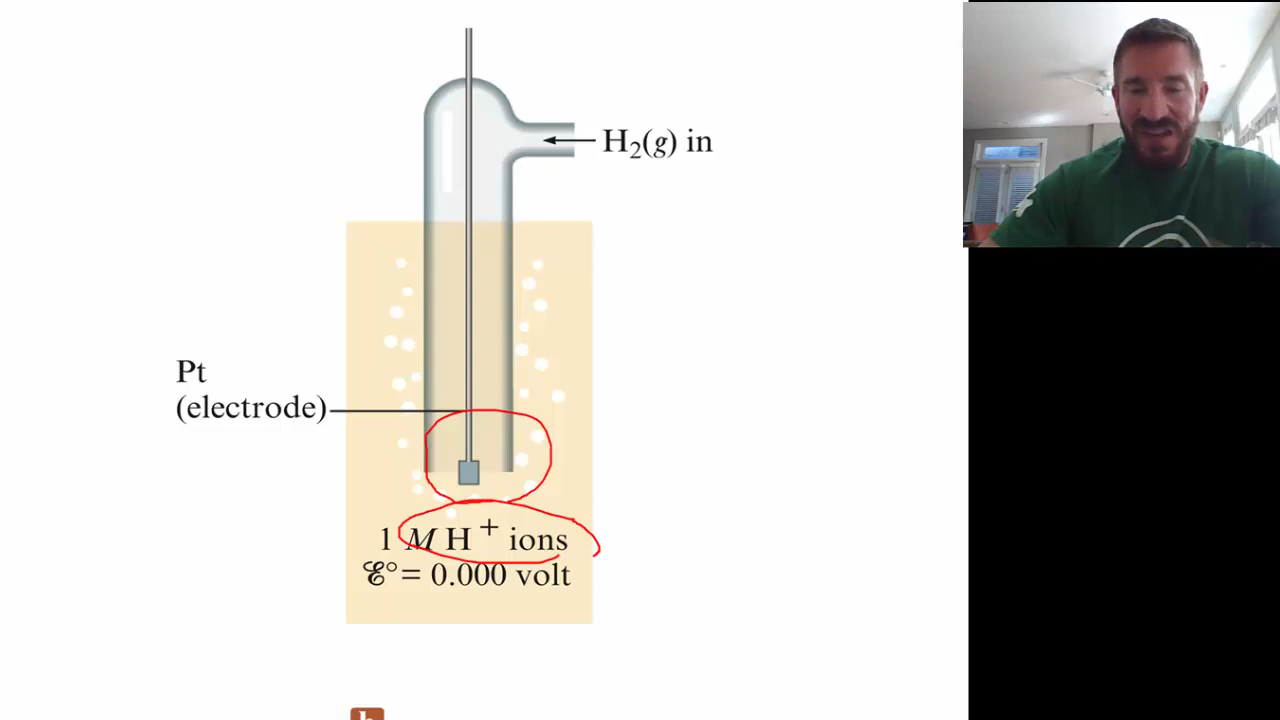 H₂(g) in
Pt
(electrode)
1 M H⁺ ions
ℰ° = 0.000 volt